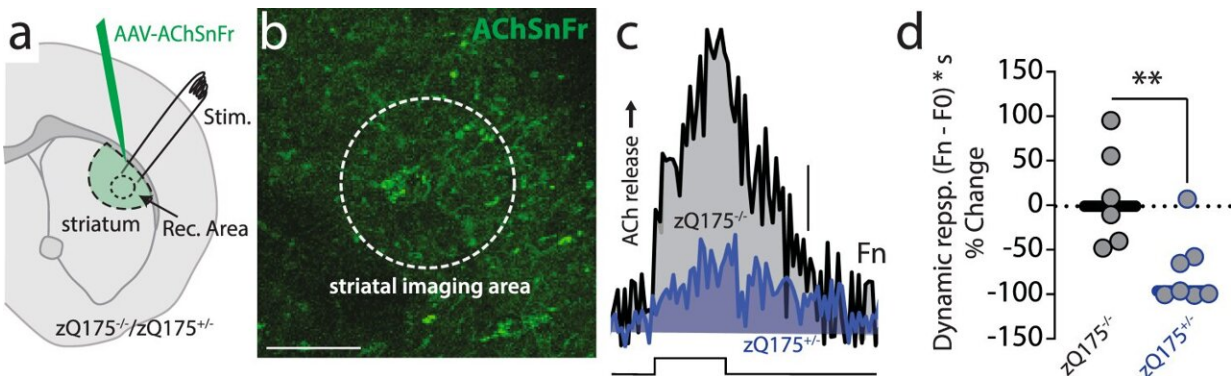 a
AAV-AChSnFr
Stim.
striatum
Rec. Area
zQ175-/-/zQ175+/-
b
AChSnFr
striatal imaging area
c
ACh release →
zQ175-/-
Fn
zQ175+/-
d
Dynamic repsp. (Fn - F0) * s
% Change
**
150
100
50
0
-50
-100
-150
zQ175-/-
zQ175+/-